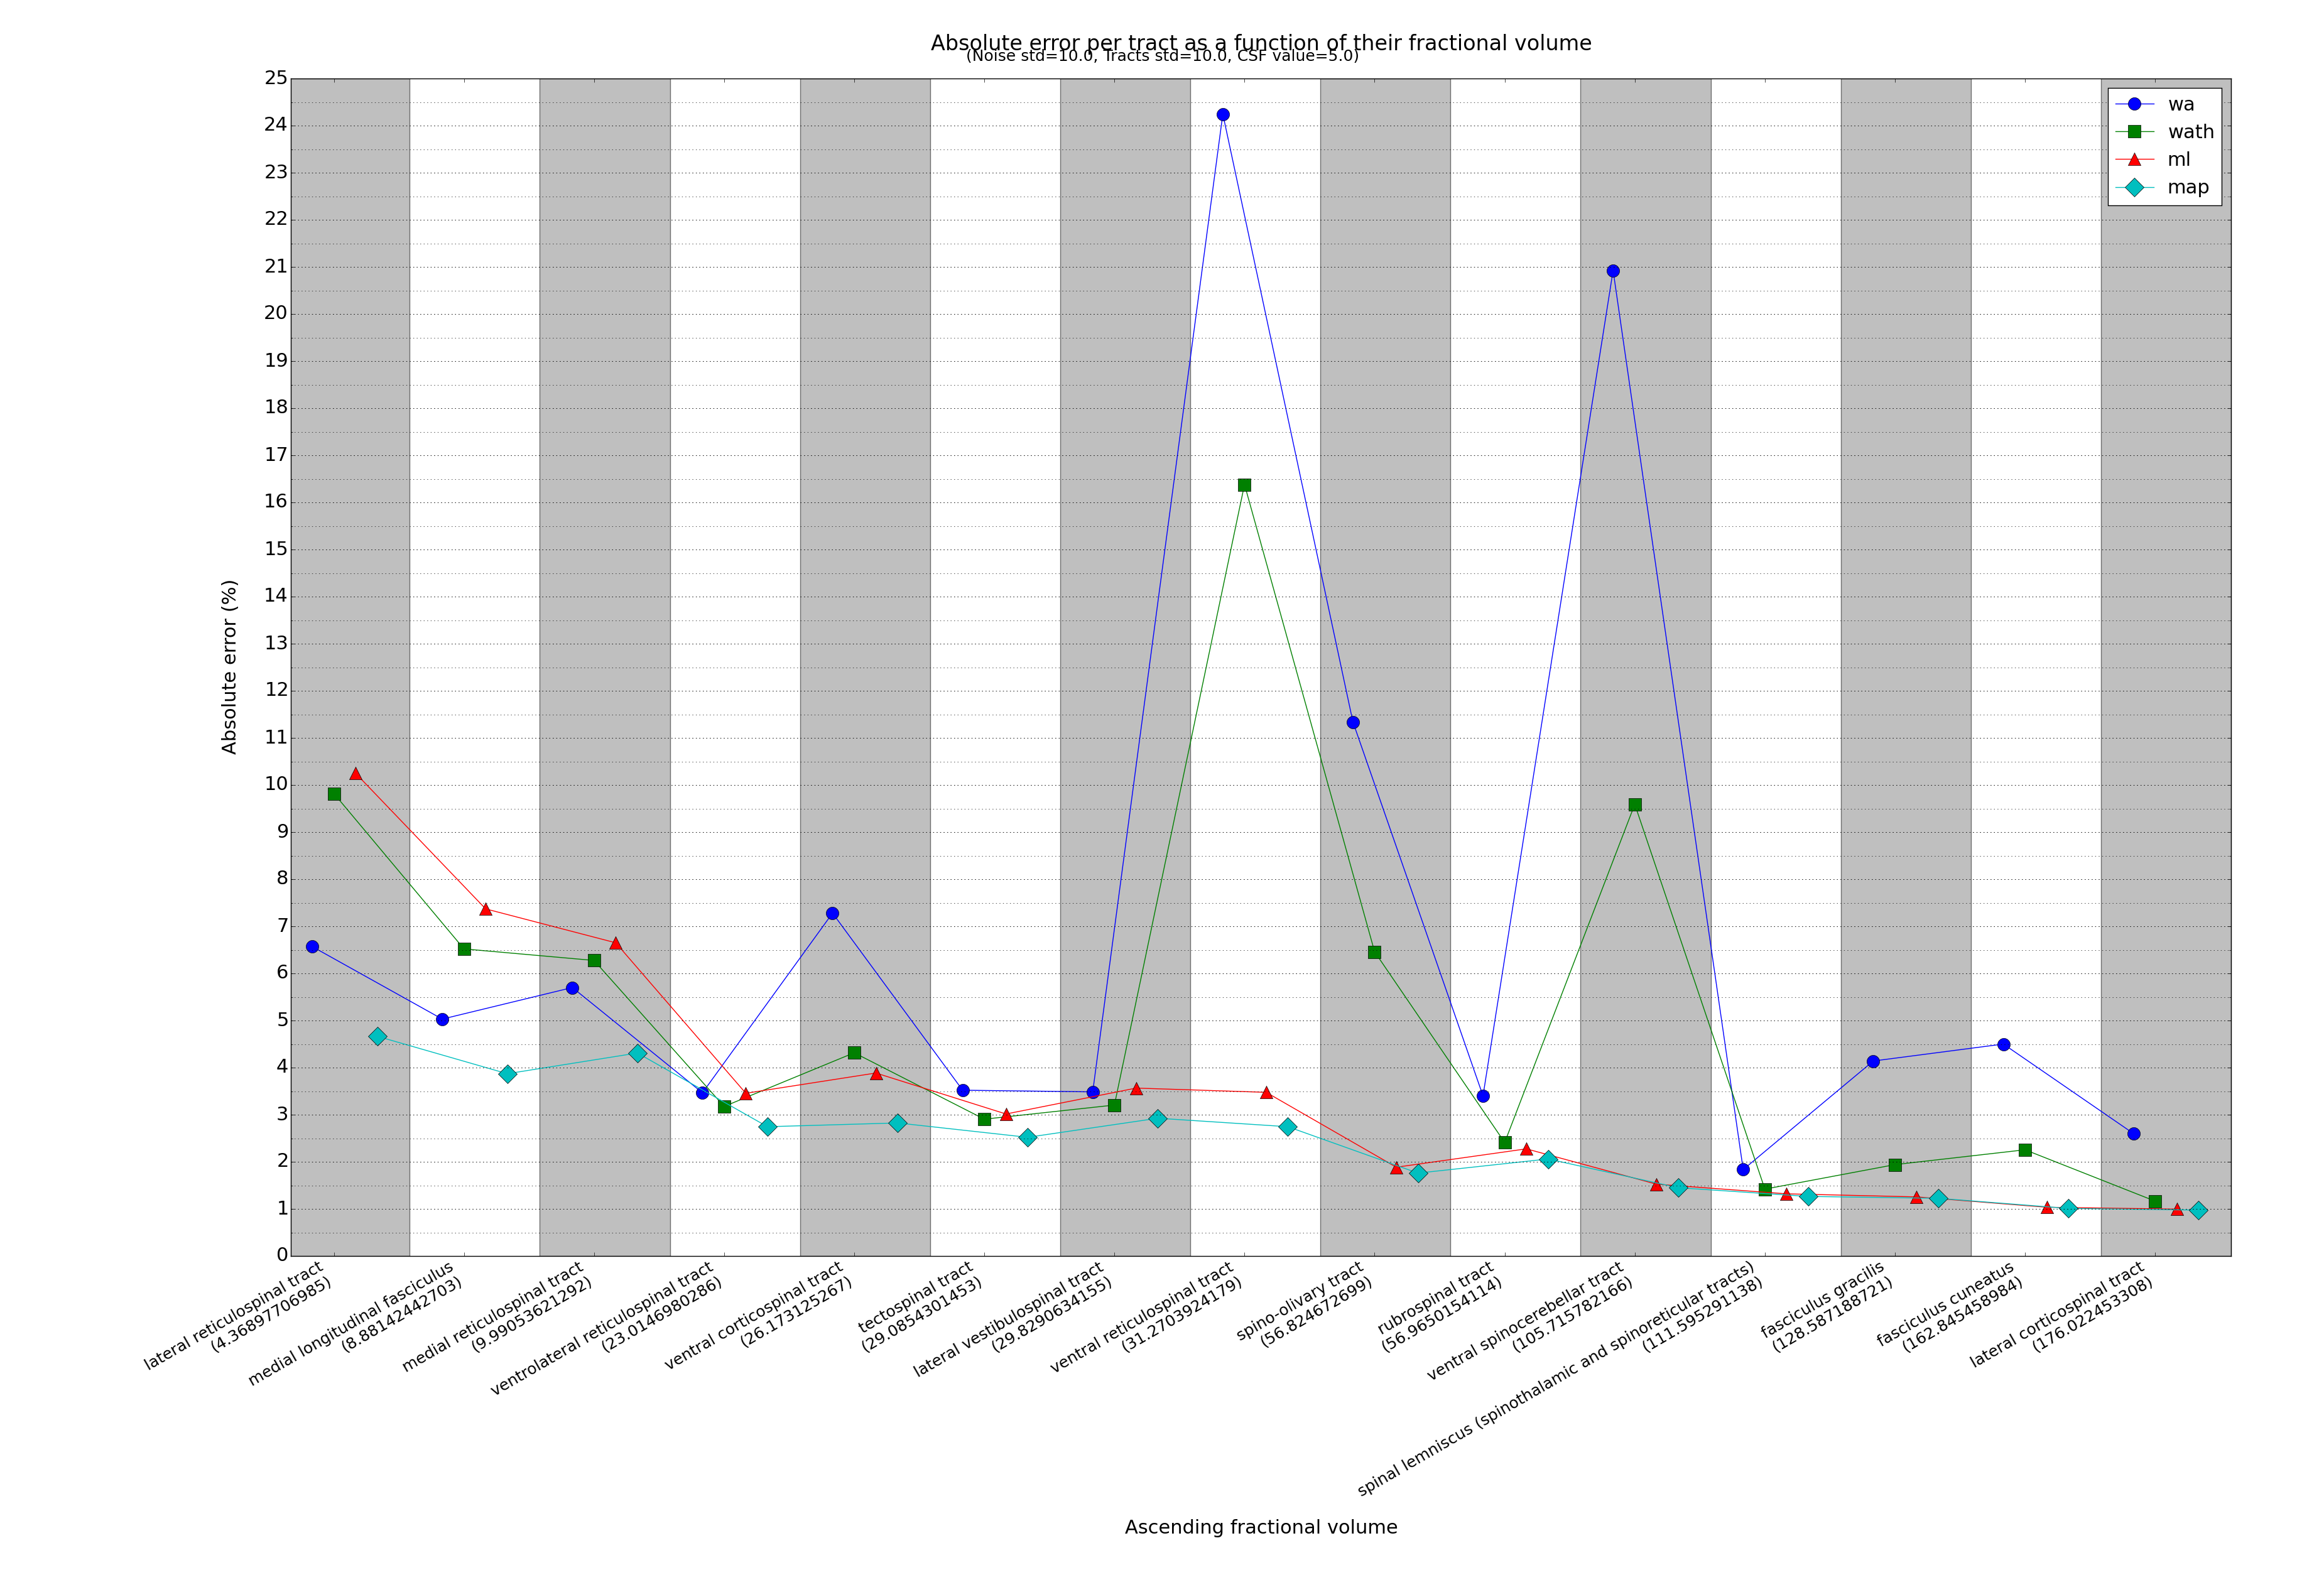 Absolute error per tract as a function of their fractional volume
(Noise std=10.0, Tracts std=10.0, CSF value=5.0)
25
24
23
22
21
20
19
18
17
16
15
14
13
12
11
10
9
8
7
6
5
4
3
2
1
0
Absolute error (%)
wa
wath
ml
map
lateral reticulospinal tract
(4.36897706985)
medial longitudinal fasciculus
(8.88142442703)
medial reticulospinal tract
(9.99053621292)
ventrolateral reticulospinal tract
(23.0146980286)
ventral corticospinal tract
(26.173125267)
tectospinal tract
(29.0854301453)
lateral vestibulospinal tract
(29.8290634155)
ventral reticulospinal tract
(31.2703924179)
spino-olivary tract
(56.824672699)
rubrospinal tract
(56.9650154114)
ventral spinocerebellar tract
(105.715782166)
spinal lemniscus (spinothalamic and spinoreticular tracts)
(111.595291138)
fasciculus gracilis
(128.587188721)
fasciculus cuneatus
(162.845458984)
lateral corticospinal tract
(176.022453308)
Ascending fractional volume